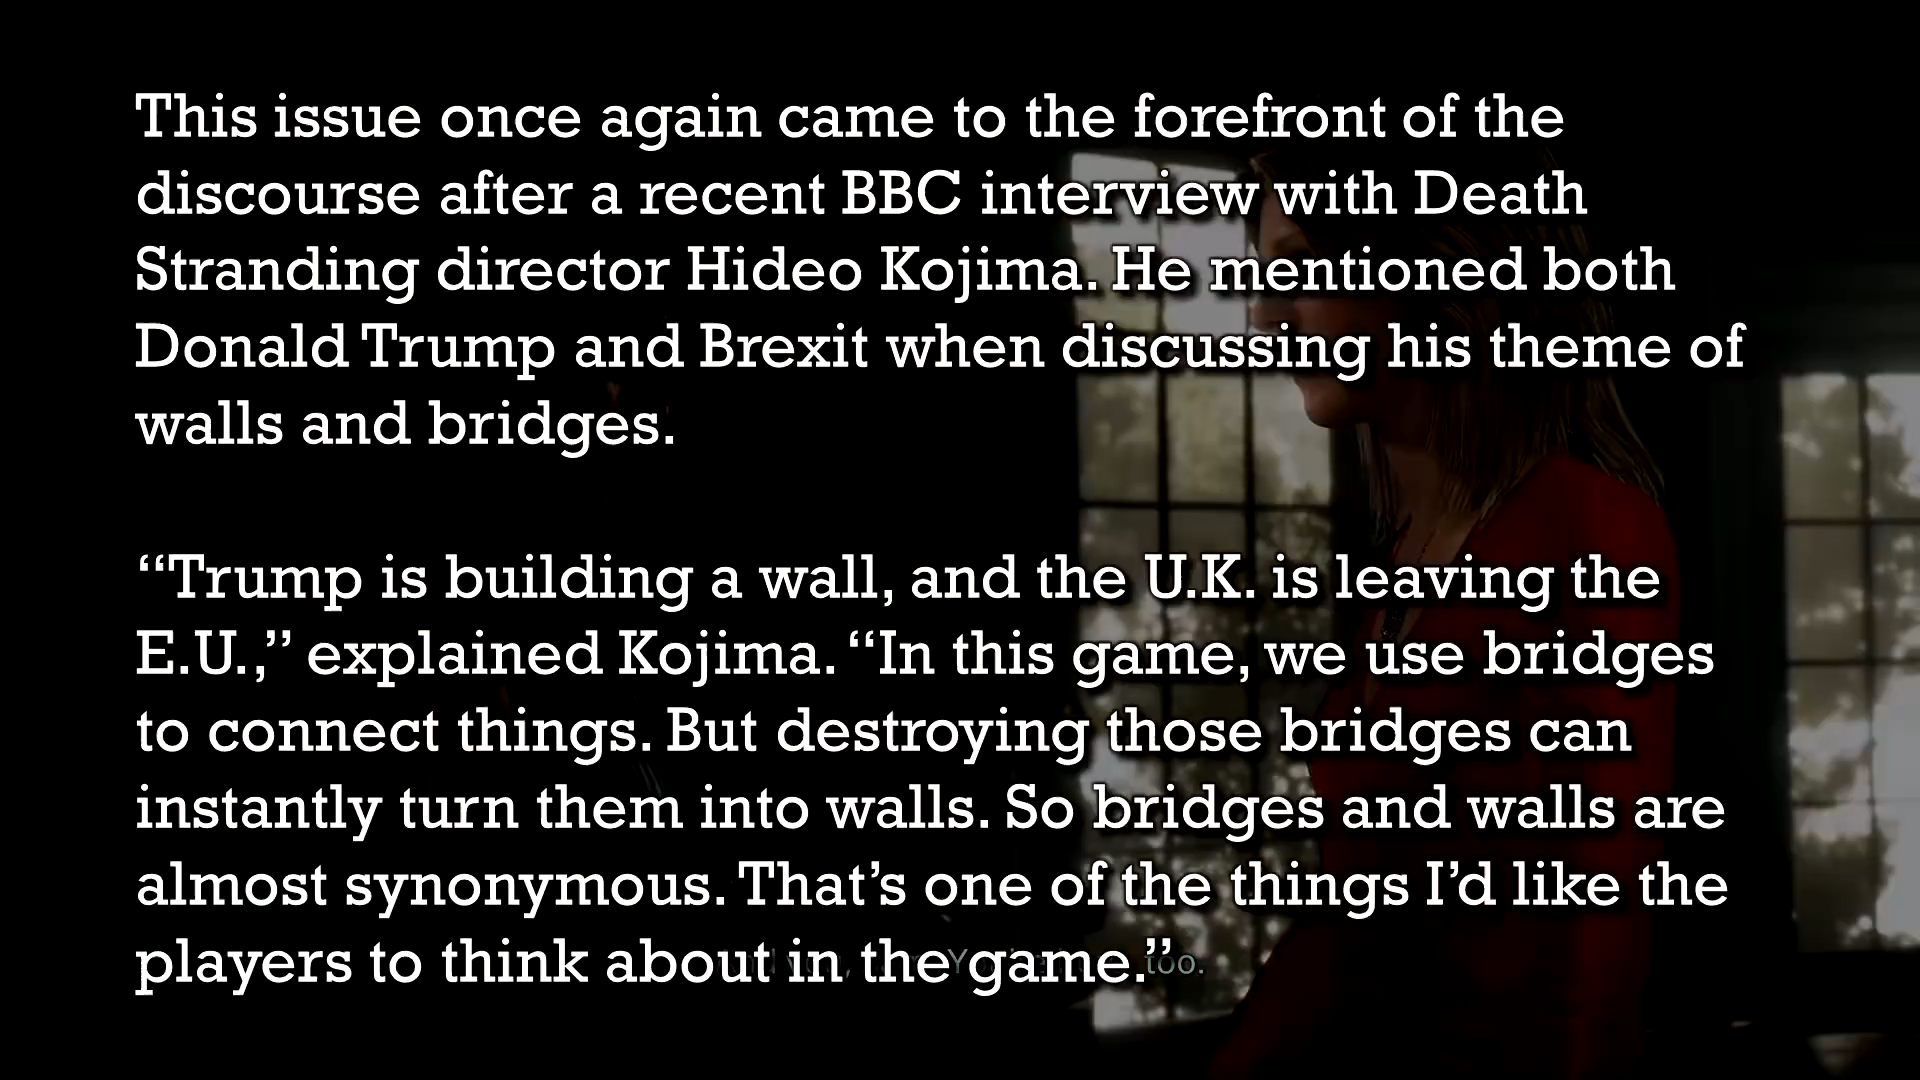 This issue once again came to the forefront of the
discourse after a recent BBC interview with Death
Stranding director Hideo Kojima. He mentioned both
Donald Trump and Brexit when discussing his theme of
walls and bridges.
“Trump is building a wall, and the U.K. is leaving the
E.U.,” explained Kojima. “In this game, we use bridges
to connect things. But destroying those bridges can
instantly turn them into walls. So bridges and walls are
almost synonymous. That’s one of the things I’d like the
players to think about in the game.”
too.